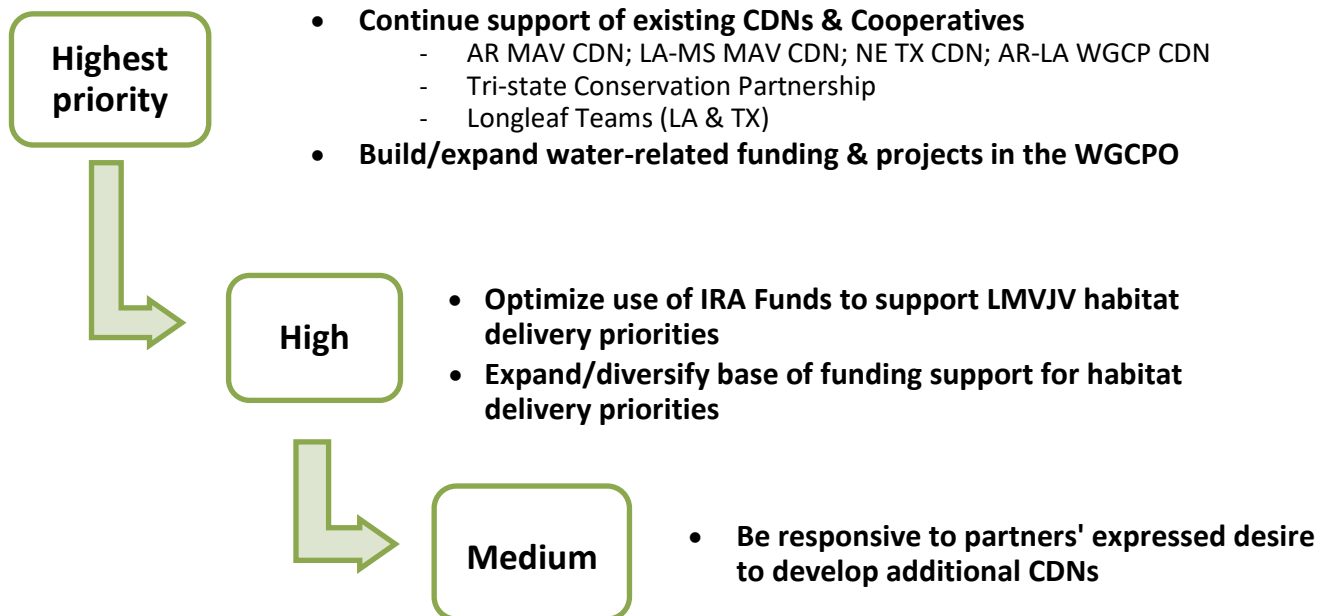 Highest
priority
• Continue support of existing CDNs & Cooperatives
- AR MAV CDN; LA-MS MAV CDN; NE TX CDN; AR-LA WGCP CDN
- Tri-state Conservation Partnership
- Longleaf Teams (LA & TX)
• Build/expand water-related funding & projects in the WGCPO
High
• Optimize use of IRA Funds to support LMVJV habitat
delivery priorities
• Expand/diversify base of funding support for habitat
delivery priorities
Medium
• Be responsive to partners' expressed desire
to develop additional CDNs